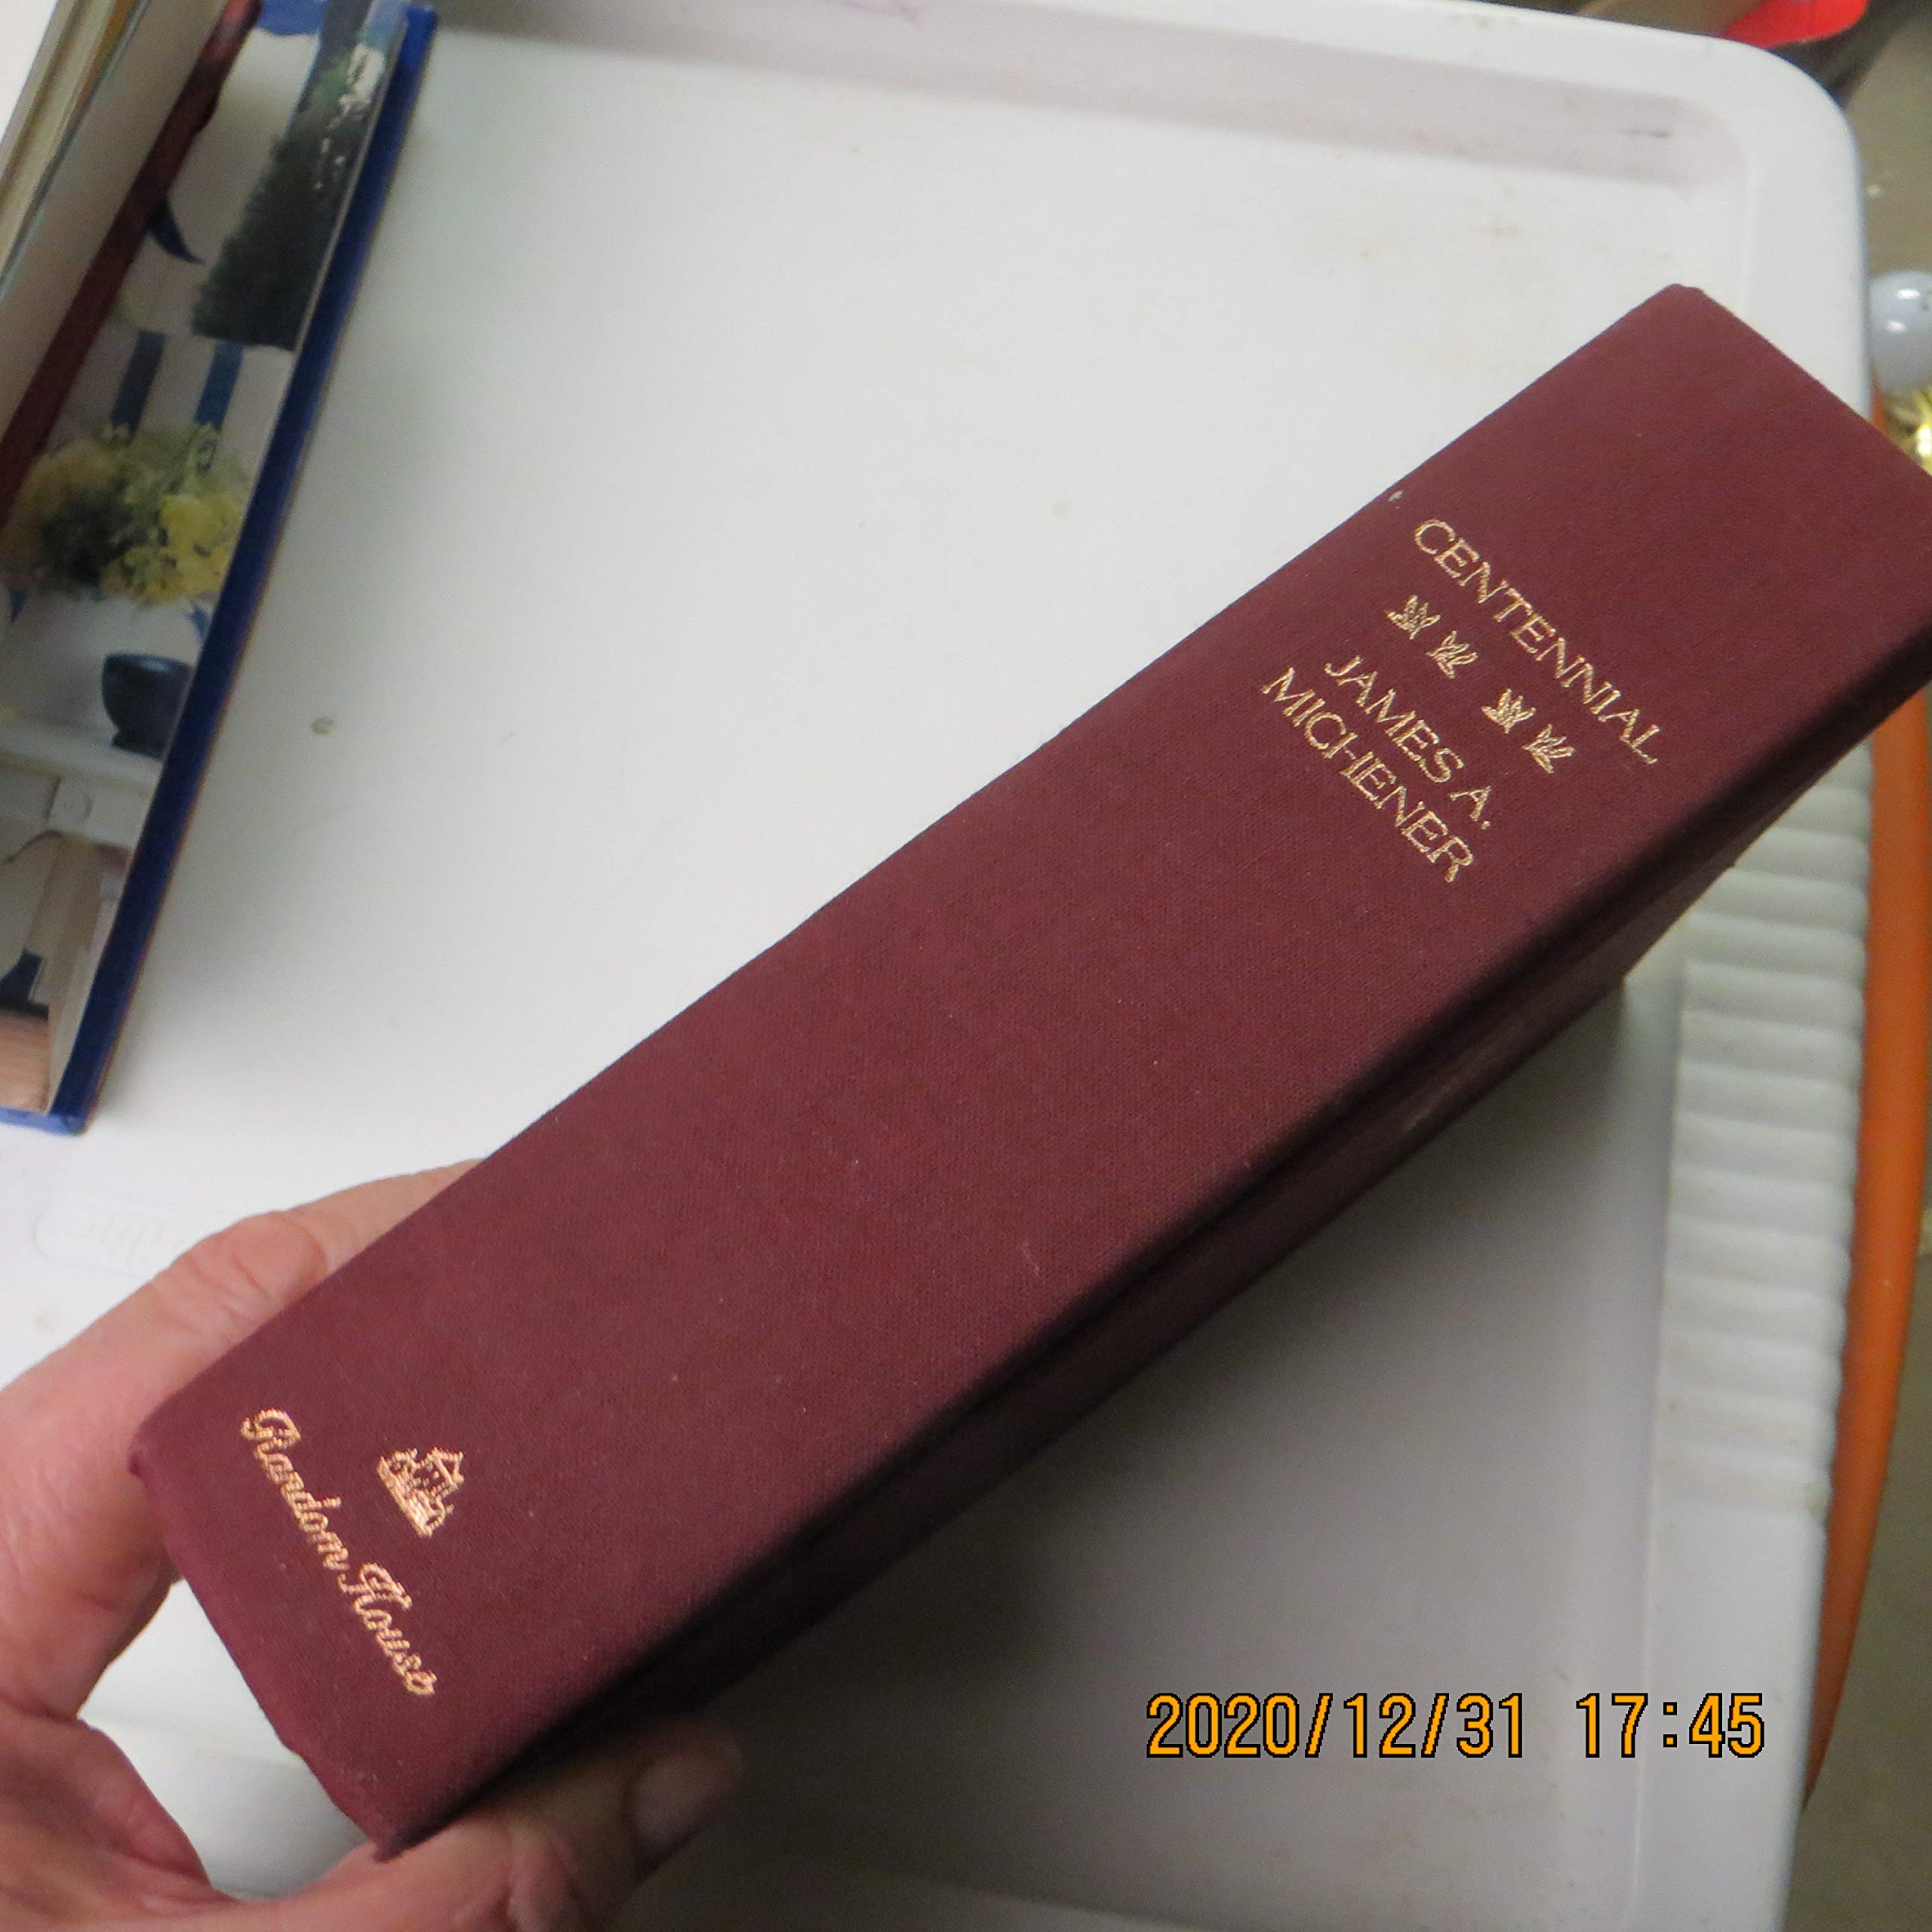 CENTENNIAL
JAMES A.
MICHENER
Random House
2020/12/31 17:45